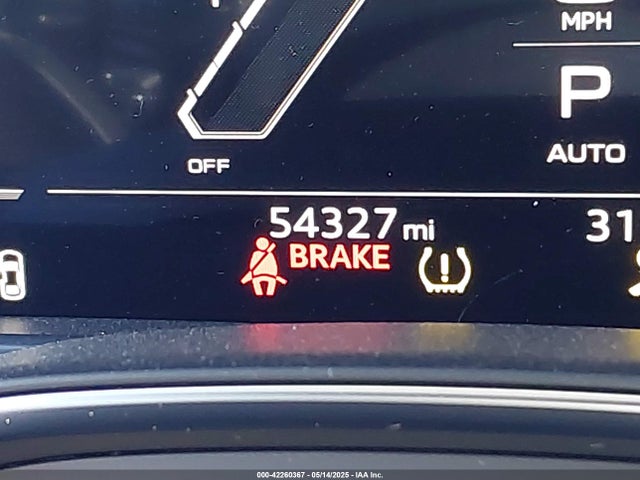 MPH
P
OFF
AUTO
54327 mi
31
BRAKE
000-42260367 - 05/14/2025 - IAA Inc.